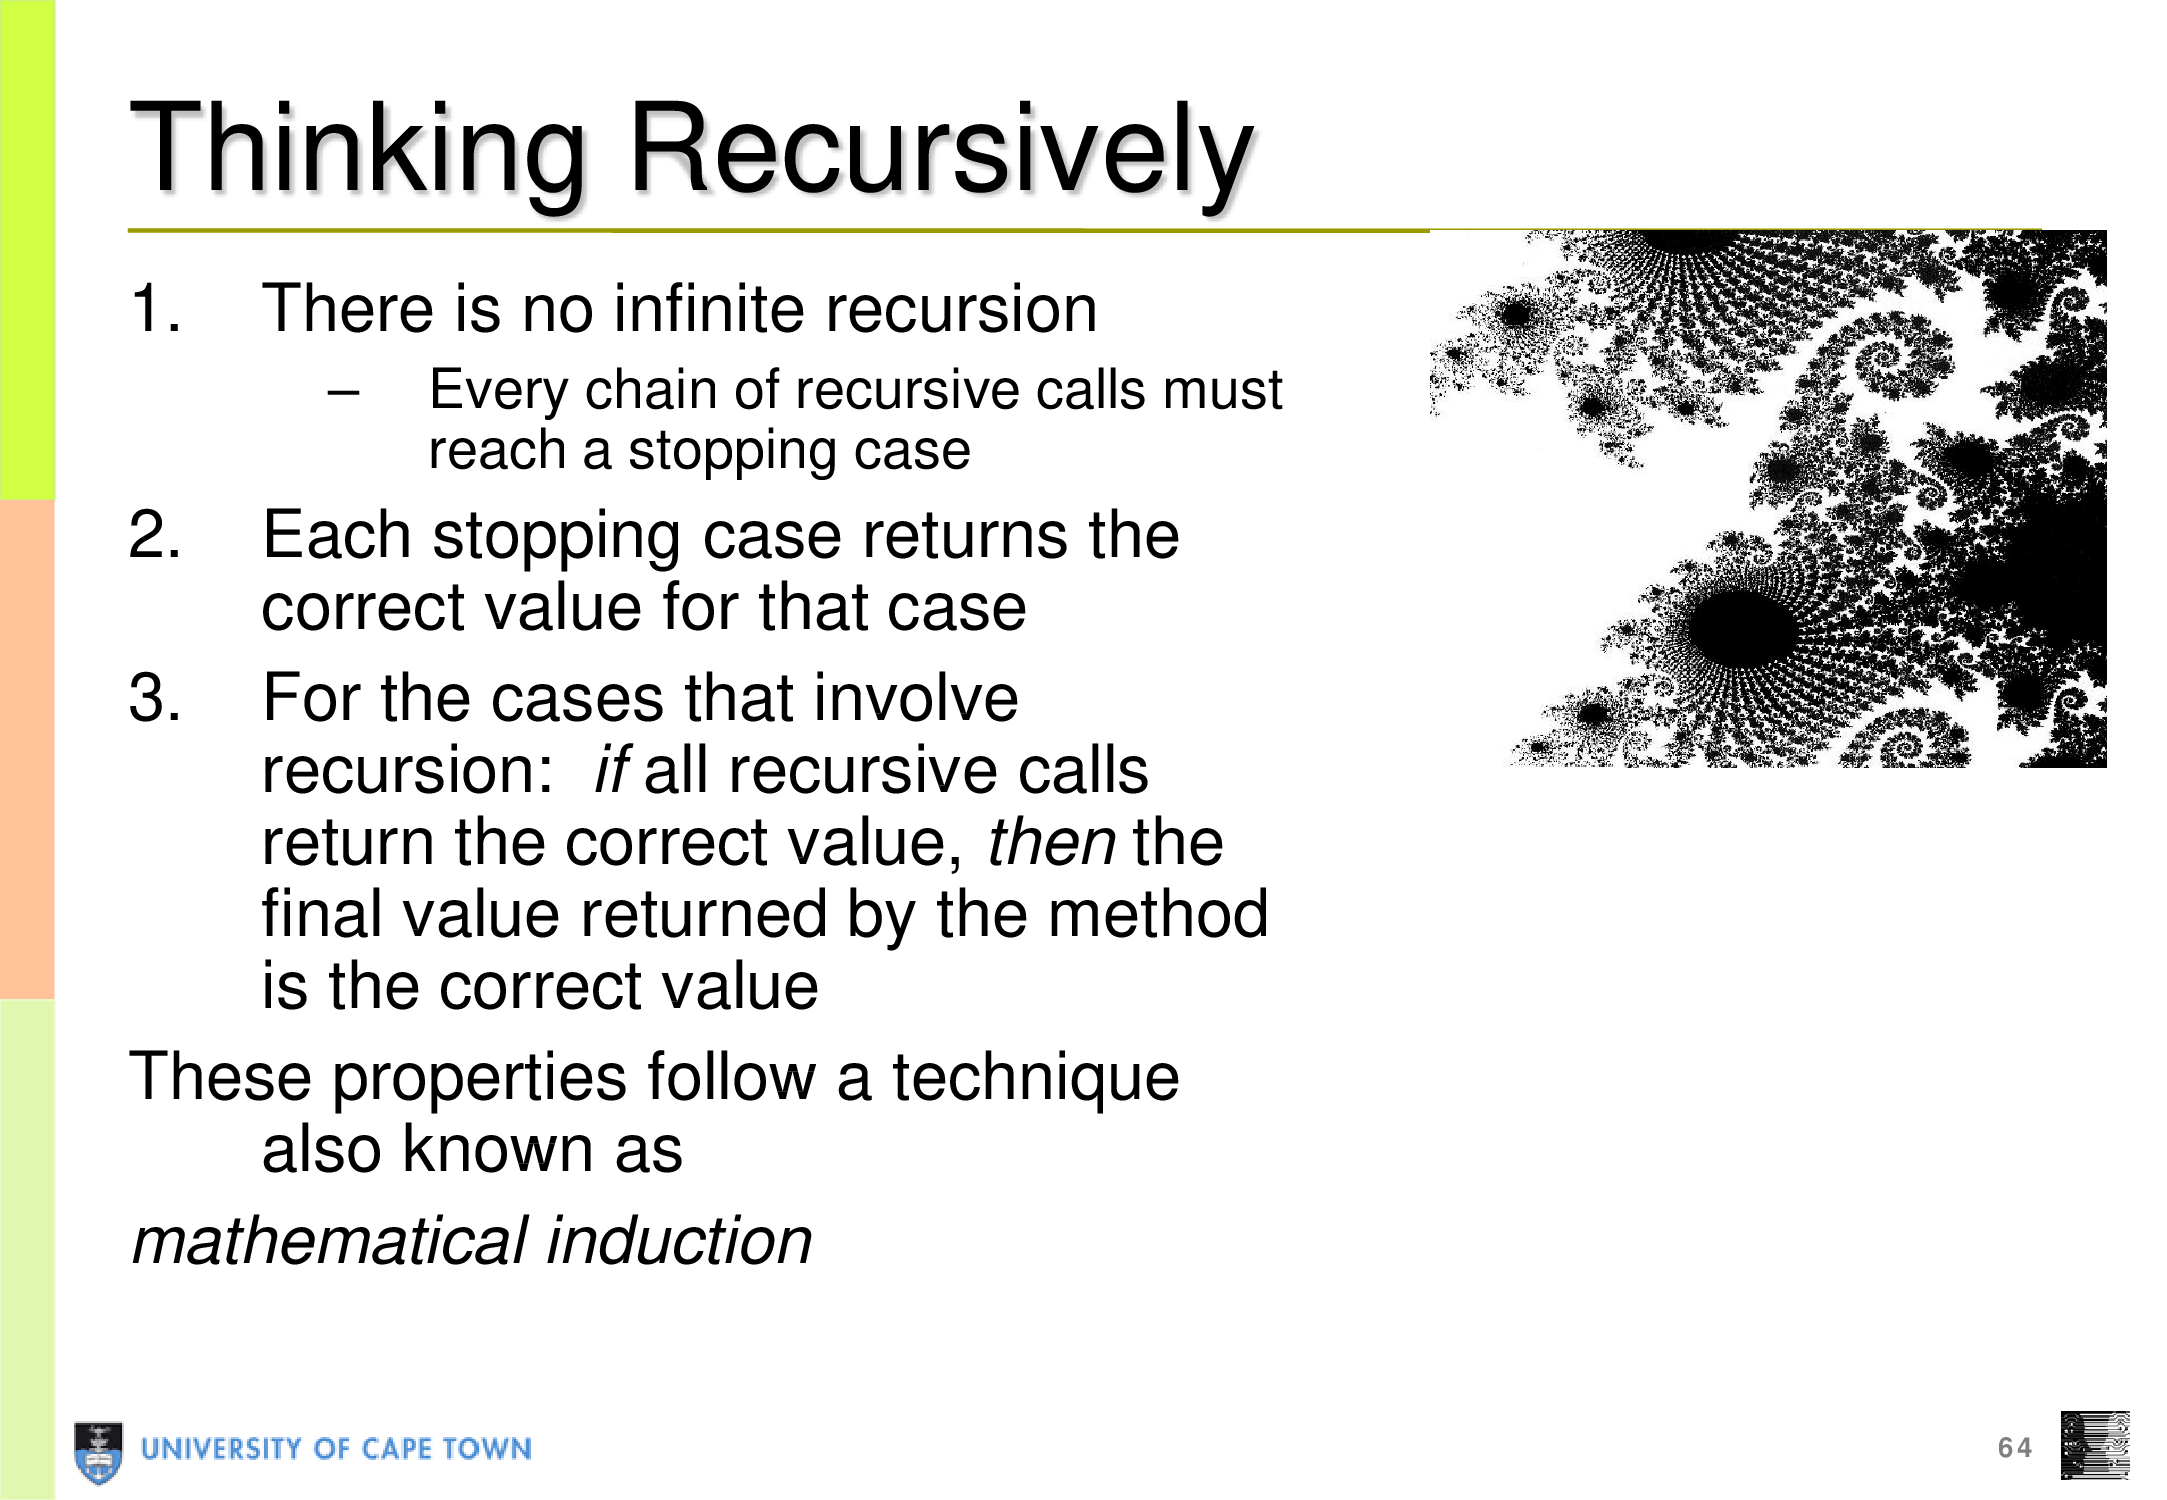 Thinking Recursively
1. There is no infinite recursion
– Every chain of recursive calls must
reach a stopping case
2. Each stopping case returns the
correct value for that case
3. For the cases that involve
recursion: if all recursive calls
return the correct value, then the
final value returned by the method
is the correct value
These properties follow a technique
also known as
mathematical induction
UNIVERSITY OF CAPE TOWN
64